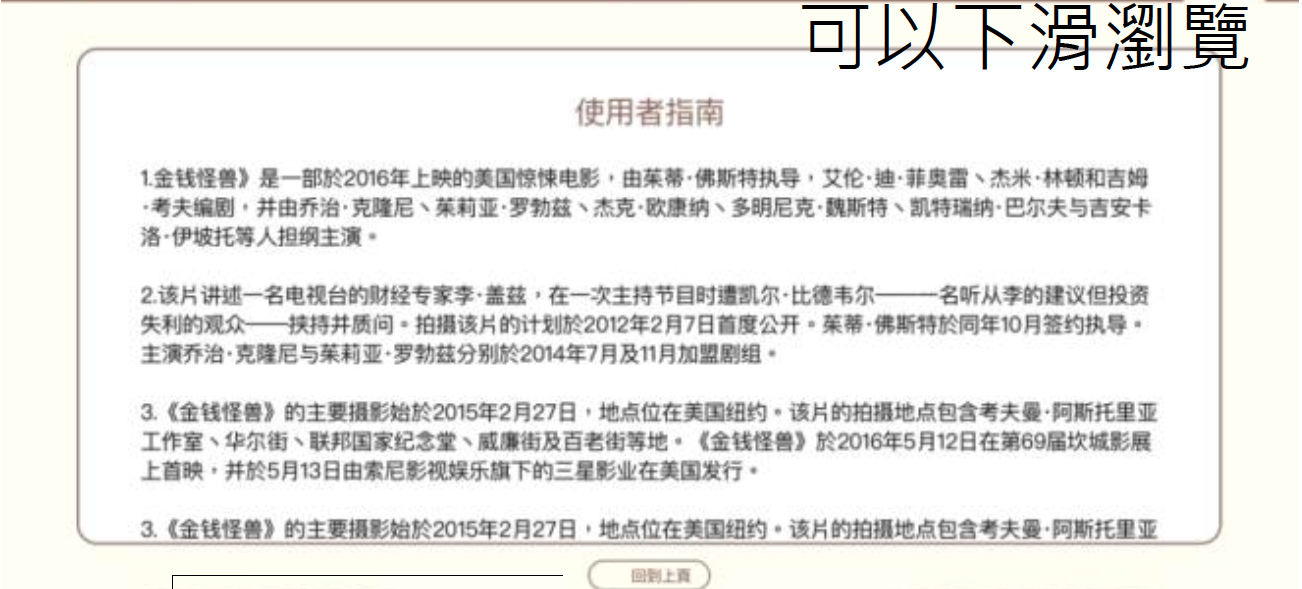 可以下滑瀏覽
使用者指南
1.金钱怪兽》是一部於2016年上映的美国惊悚电影，由茱蒂·佛斯特执导，艾伦·迪·菲奥雷、杰米·林顿和吉姆
·考夫编剧，并由乔治·克隆尼、茱莉亚·罗勃兹、杰克·欧康纳、多明尼克·魏斯特、凯特瑞纳·巴尔夫与吉安卡
洛·伊坡托等人担纲主演。
2.该片讲述一名电视台的财经专家李·盖兹，在一次主持节目时遭凯尔·比德韦尔———一名听从李的建议但投资
失利的观众——挟持并质问。拍摄该片的计划於2012年2月7日首度公开。茱蒂·佛斯特於同年10月签约执导。
主演乔治·克隆尼与茱莉亚·罗勃兹分别於2014年7月及11月加盟剧组。
3.《金钱怪兽》的主要摄影始於2015年2月27日，地点位在美国纽约。该片的拍摄地点包含考夫曼·阿斯托里亚
工作室、华尔街、联邦国家纪念堂、威廉街及百老街等地。《金钱怪兽》於2016年5月12日在第69届坎城影展
上首映，并於5月13日由索尼影视娱乐旗下的三星影业在美国发行。
3.《金钱怪兽》的主要摄影始於2015年2月27日，地点位在美国纽约。该片的拍摄地点包含考夫曼·阿斯托里亚
回到上頁